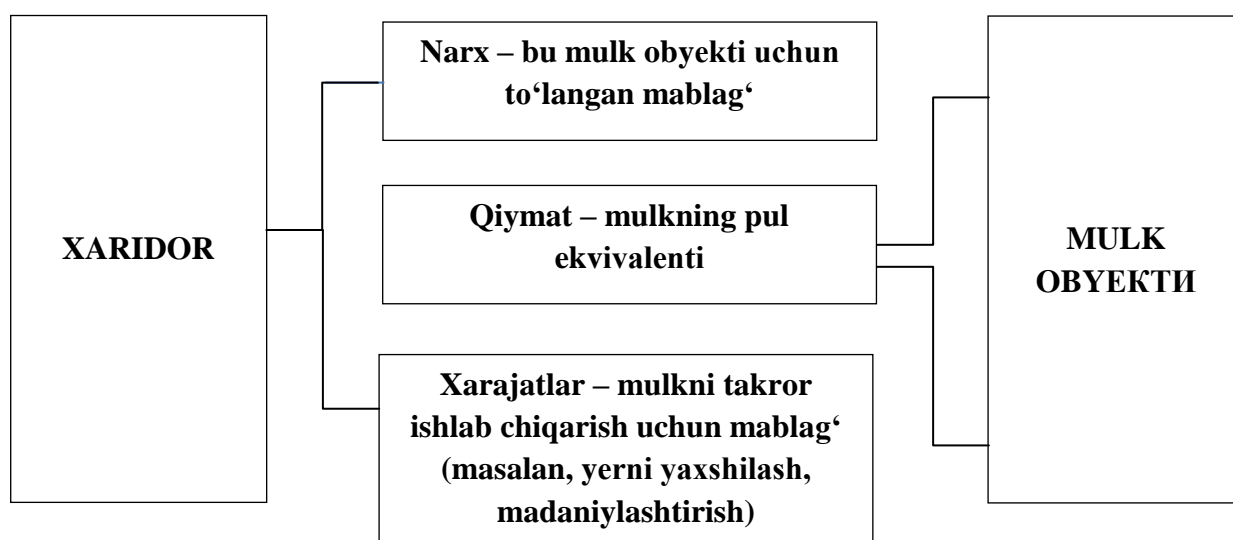 XARIDOR
Narx – bu mulk obyekti uchun
to‘langan mablag‘
Qiymat – mulkning pul
ekvivalenti
Xarajatlar – mulkni takror
ishlab chiqarish uchun mablag‘
(masalan, yerni yaxshilash,
madaniylashtirish)
MULK
OBYEКТИ